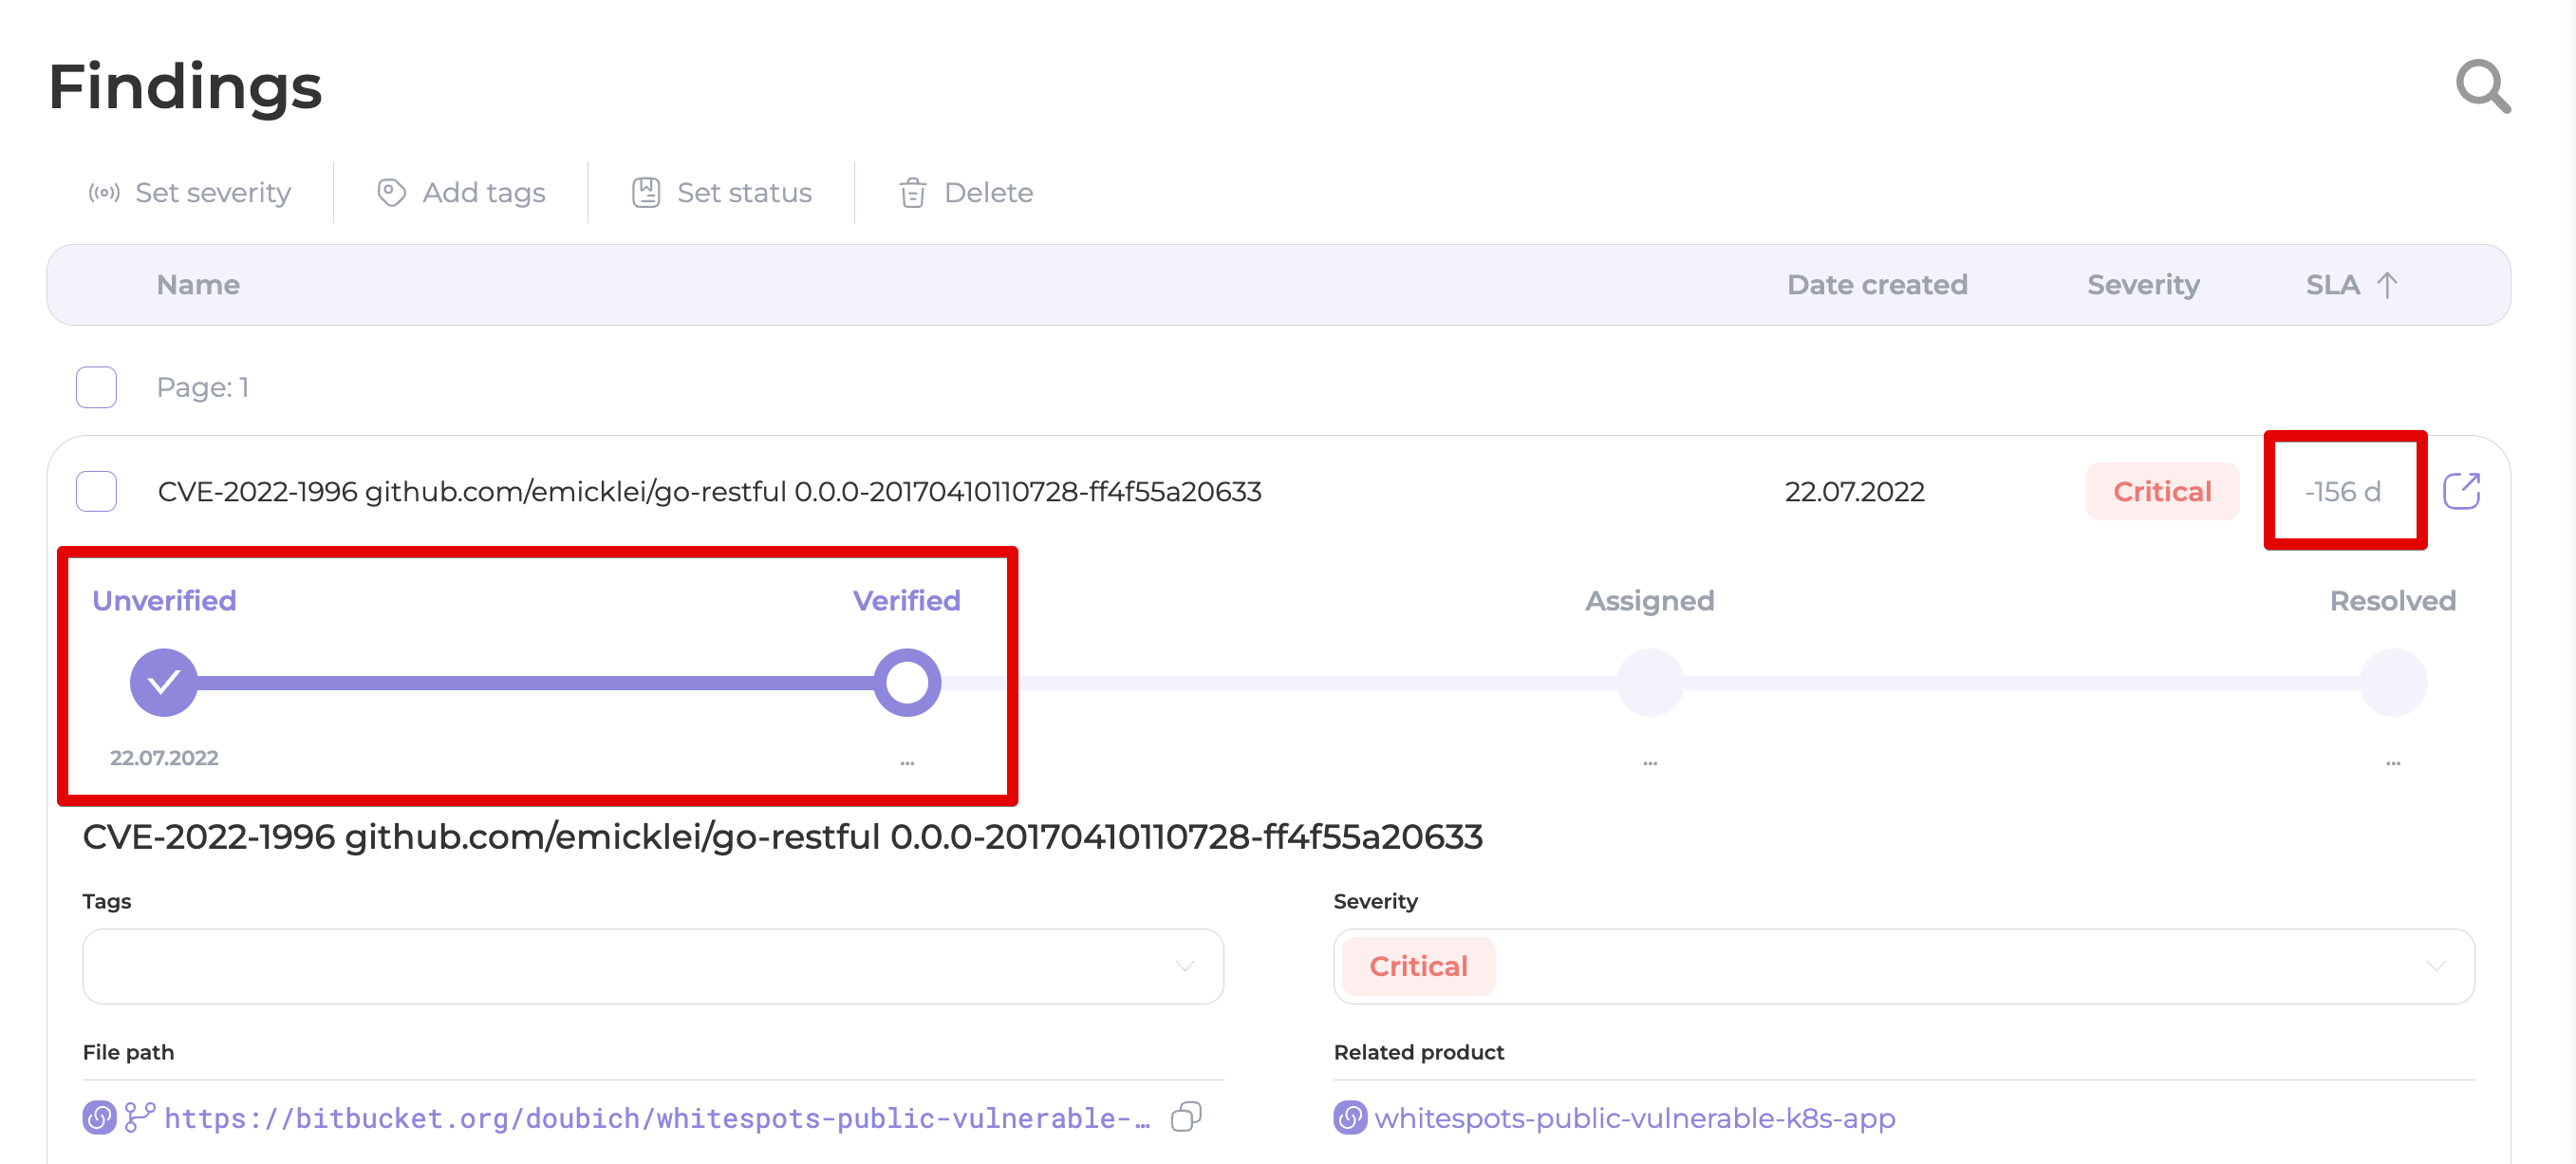 Findings
Set severity Add tags Set status Delete
Name Date created Severity SLA
Page: 1
CVE-2022-1996 github.com/emicklei/go-restful 0.0.0-20170410110728-ff4f55a20633 22.07.2022 Critical -156 d
Unverified Verified Assigned Resolved
22.07.2022 ... ... ...
CVE-2022-1996 github.com/emicklei/go-restful 0.0.0-20170410110728-ff4f55a20633
Tags Severity
Critical
File path Related product
https://bitbucket.org/doubich/whitespots-public-vulnerable-… whitespots-public-vulnerable-k8s-app